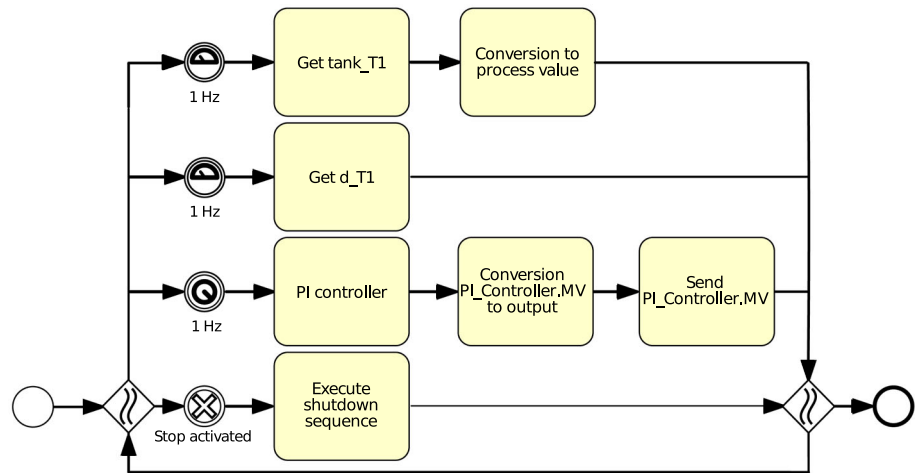 Get tank_T1
Conversion to
process value
1 Hz
Get d_T1
1 Hz
PI controller
Conversion
PI_Controller.MV
to output
Send
PI_Controller.MV
1 Hz
Execute
shutdown
sequence
Stop activated